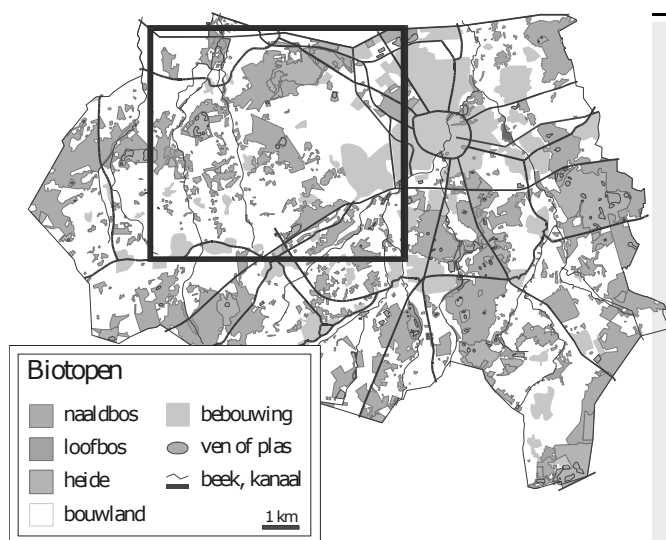 Biotopen
naaldbos
loofbos
heide
bouwland
bebouwing
ven of plas
beek, kanaal
1 km